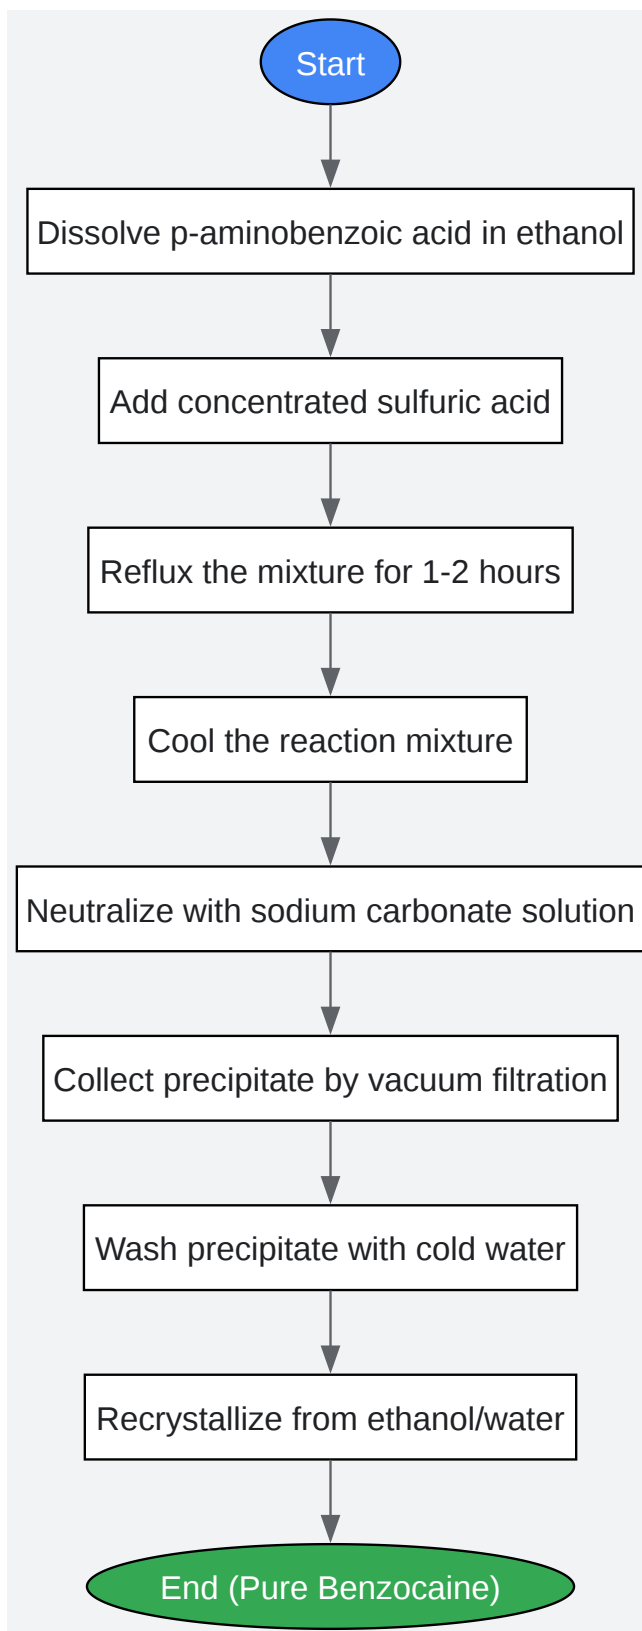 Start
Dissolve p-aminobenzoic acid in ethanol
Add concentrated sulfuric acid
Reflux the mixture for 1-2 hours
Cool the reaction mixture
Neutralize with sodium carbonate solution
Collect precipitate by vacuum filtration
Wash precipitate with cold water
Recrystallize from ethanol/water
End (Pure Benzocaine)